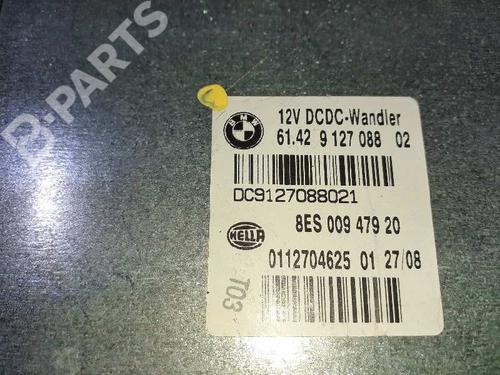 B-PARTS
BMW
12V DCDC-Wandler
61.42 9 127 088 02
DC9127088021
HELLA
8ES 009 479 20
0112704625 01 27/08
T03